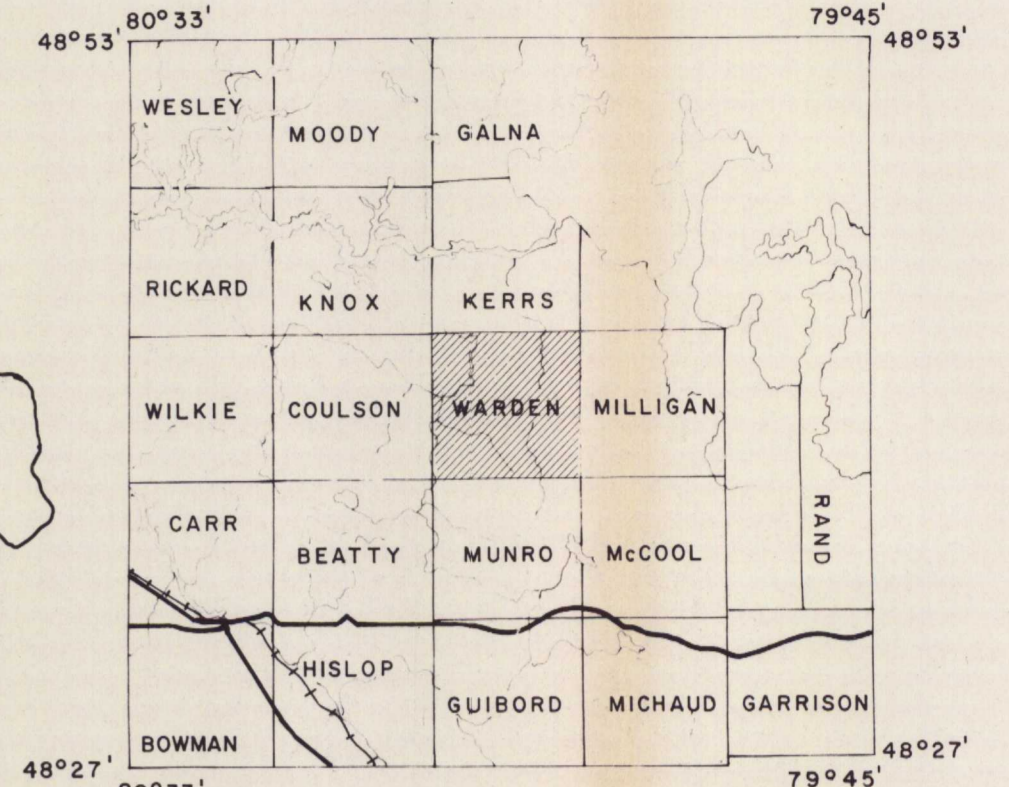 80°33' 79°45'
48°53' 48°53'
WESLEY MOODY GALNA
RICKARD KNOX KERRS
WILKIE COULSON WARDEN MILLIGAN
CARR BEATTY MUNRO McCOOL RAND
HISLOP
BOWMAN GUIBORD MICHAUD GARRISON
48°27' 48°27'
79°45'